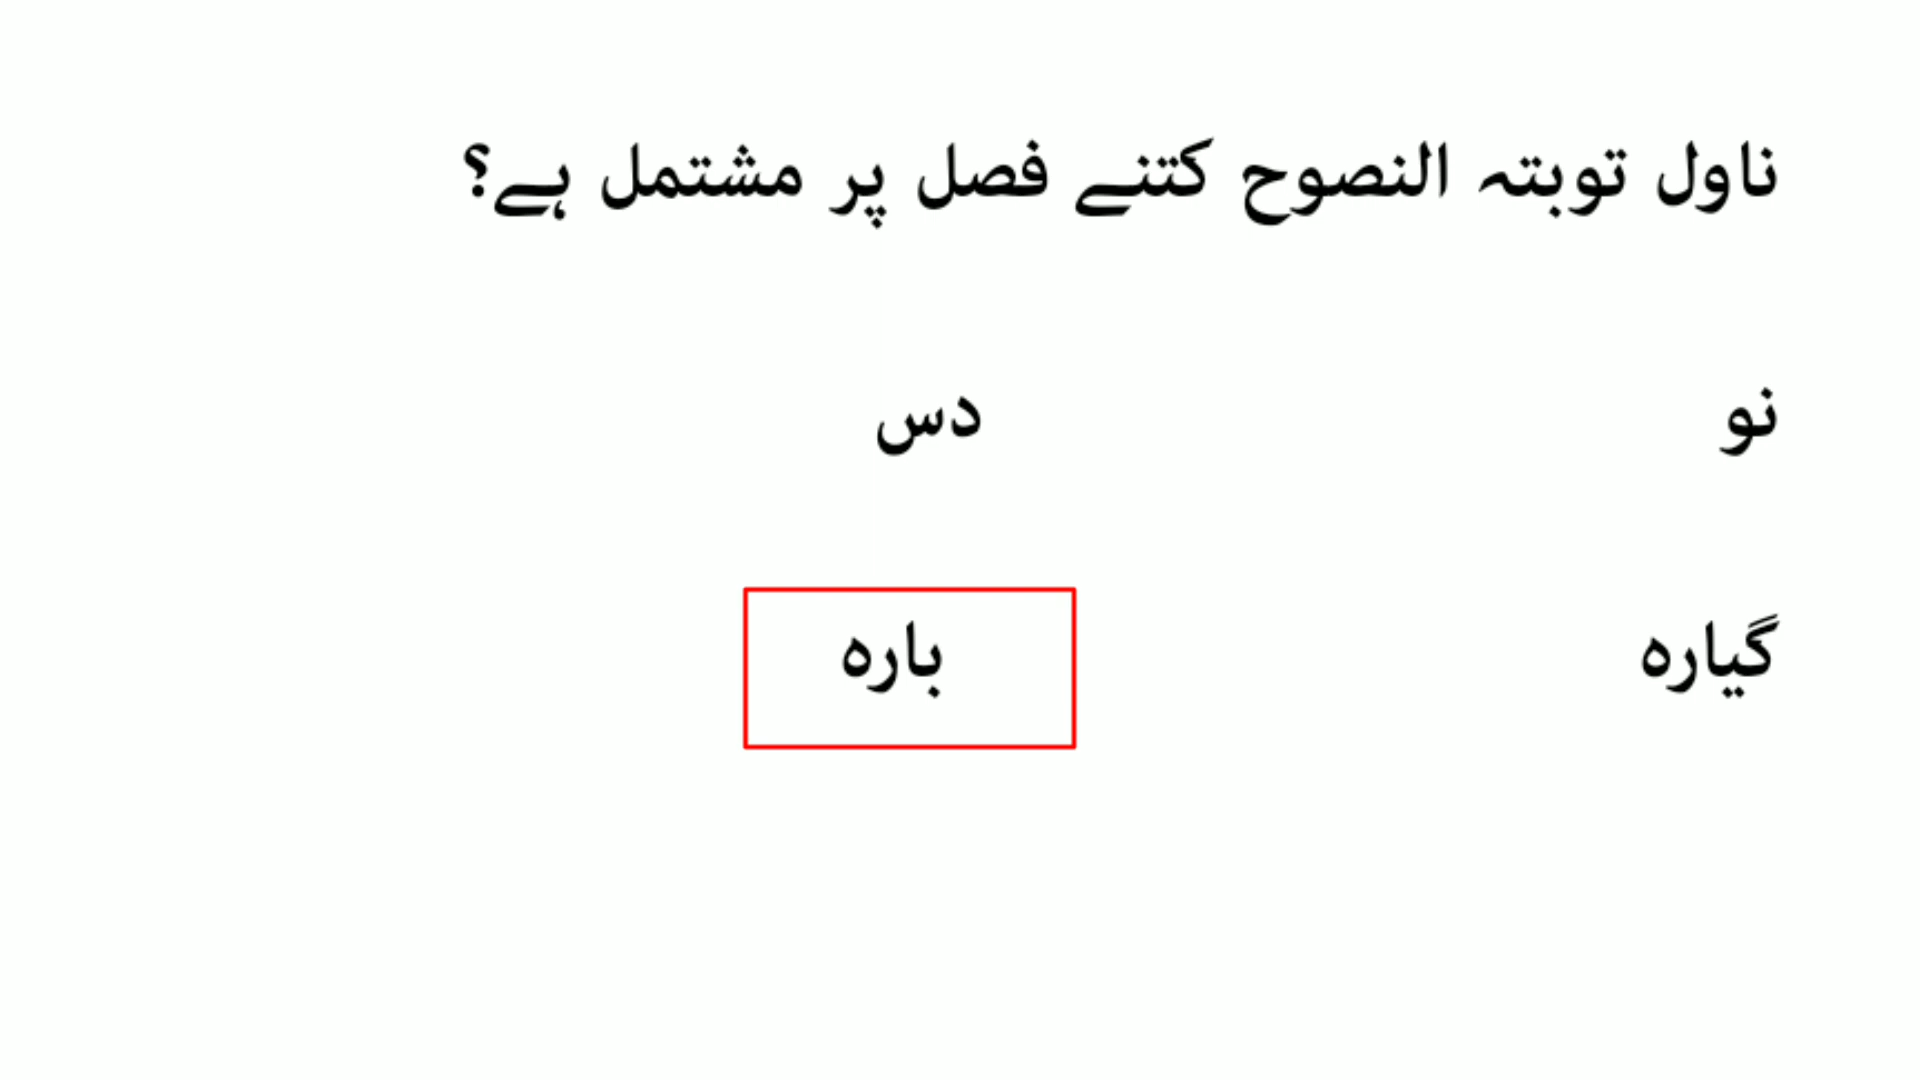 ناول توبتہ النصوح کتنے فصل پر مشتمل ہے؟
نو دس
گیارہ بارہ